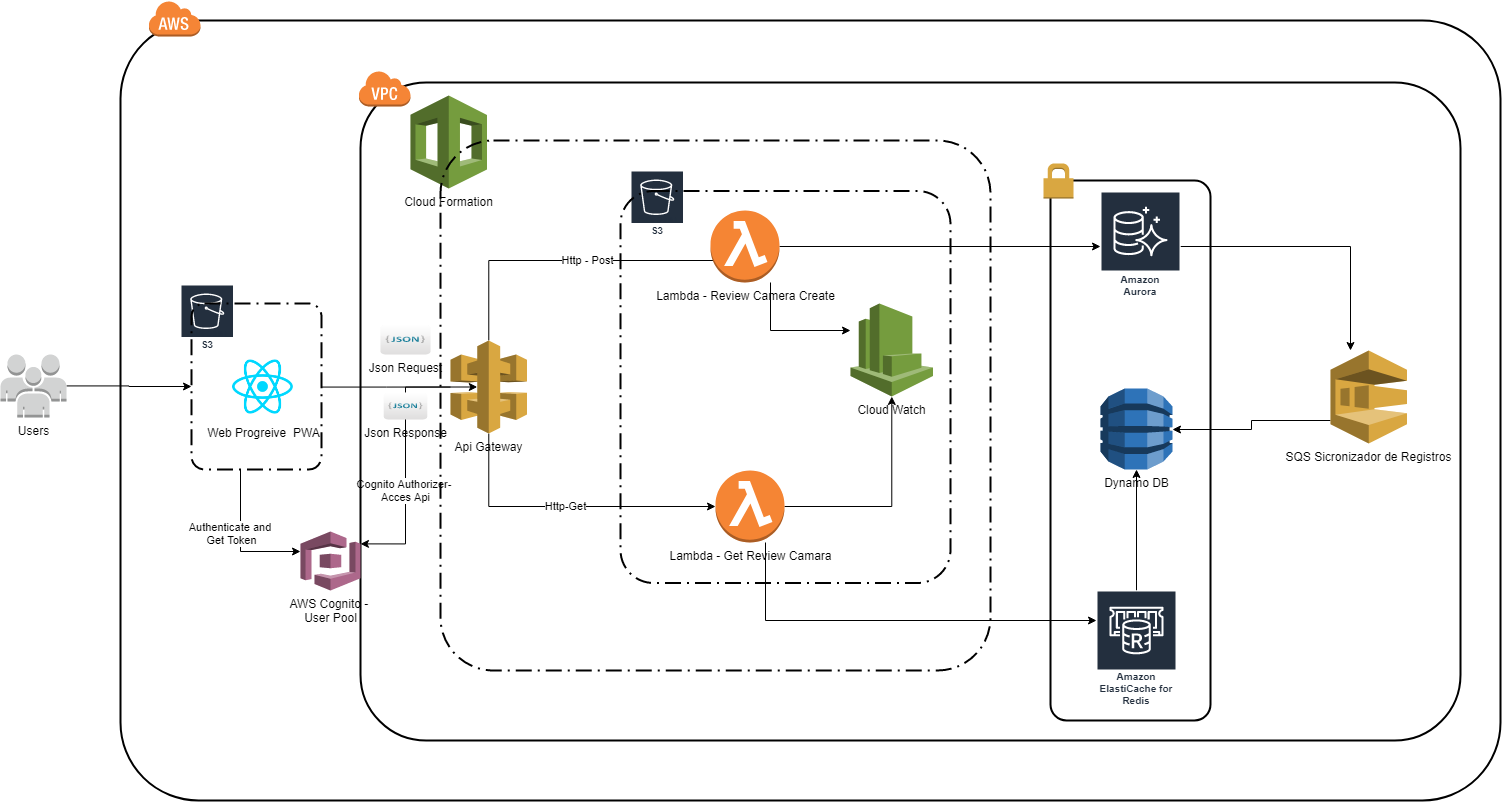 AWS
VPC
Cloud Formation
S3
Http - Post
Lambda - Review Camera Create
Amazon
Aurora
S3
{JSON}
Json Request
Users
Web Progreive PWA
{JSON}
Json Response
Api Gateway
Cloud Watch
SQS Sicronizador de Registros
Dynamo DB
Cognito Authorizer-
Acces Api
Http-Get
Authenticate and
Get Token
Lambda - Get Review Camara
AWS Cognito -
User Pool
R
Amazon
ElastiCache for
Redis